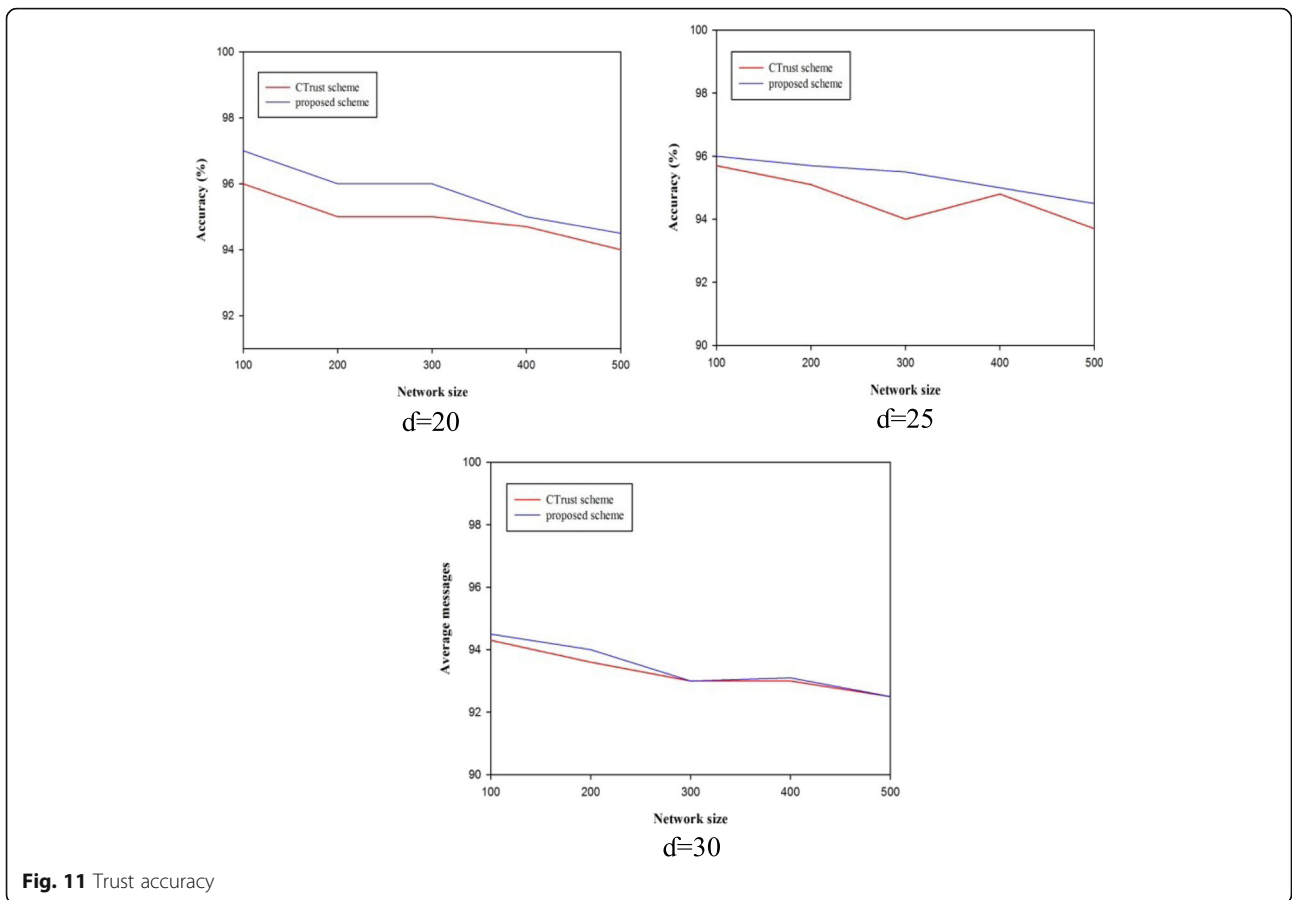 100
98
96
94
92
Accuracy (%)
CTrust scheme
proposed scheme
100 200 300 400 500
Network size
d=20
100
98
96
94
92
90
Accuracy (%)
CTrust scheme
proposed scheme
100 200 300 400 500
Network size
d=25
100
98
96
94
92
90
Average messages
CTrust scheme
proposed scheme
100 200 300 400 500
Network size
d=30
Fig. 11 Trust accuracy